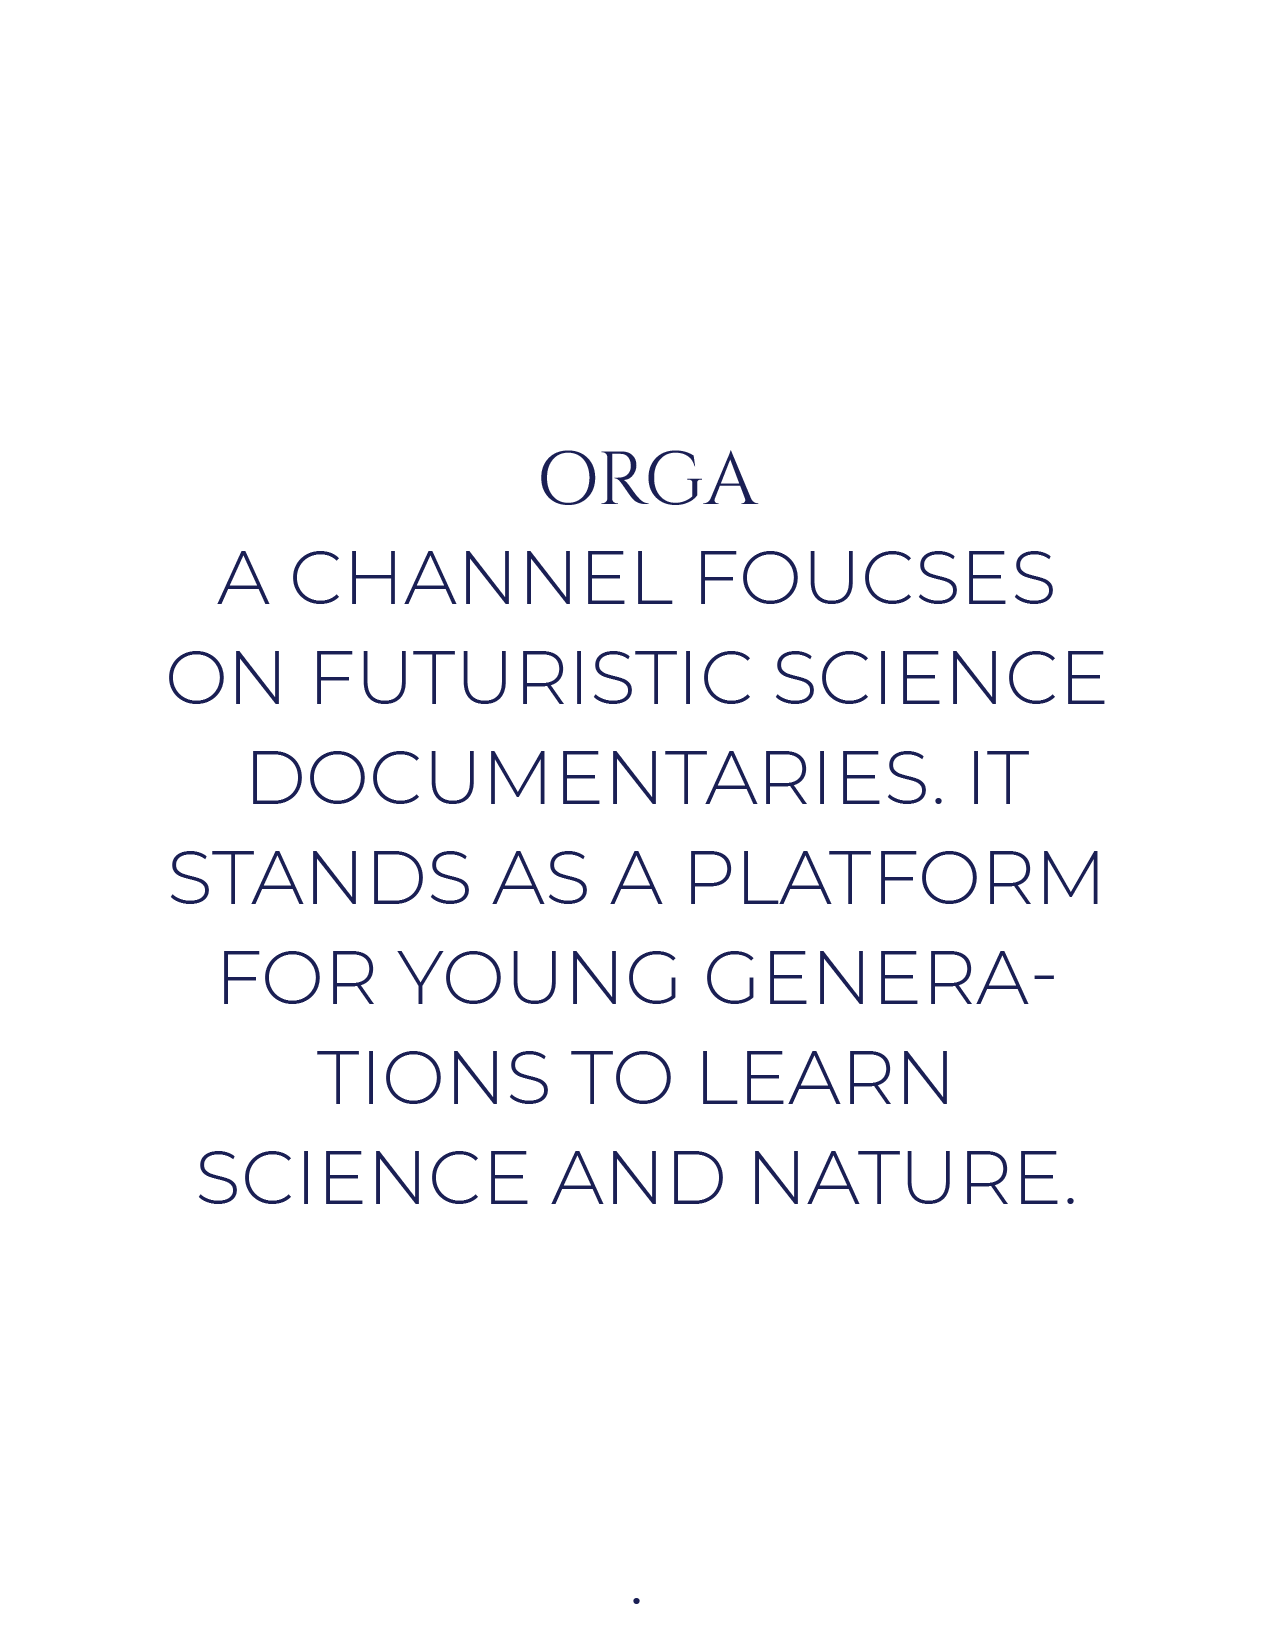 ORGA
A CHANNEL FOUCSES
ON FUTURISTIC SCIENCE
DOCUMENTARIES. IT
STANDS AS A PLATFORM
FOR YOUNG GENERA-
TIONS TO LEARN
SCIENCE AND NATURE.
.